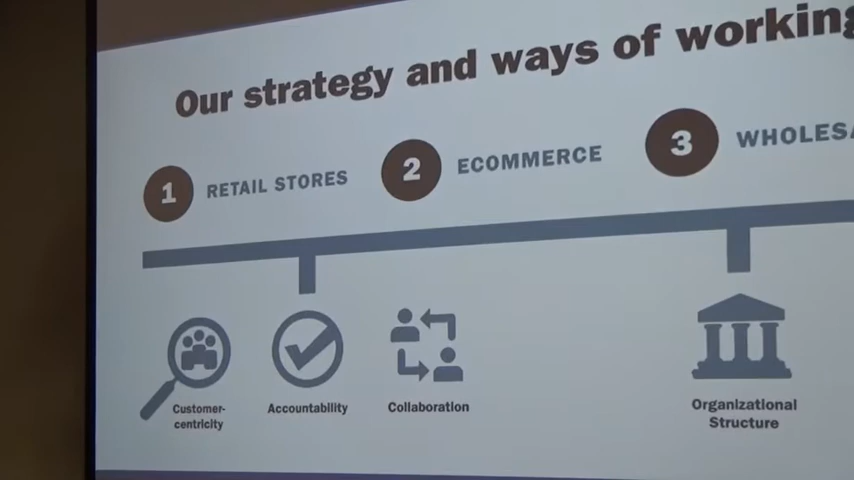 Our strategy and ways of working
1 RETAIL STORES 2 ECOMMERCE 3
Customer-
centricity
Accountability
Collaboration
Organizational
Structure